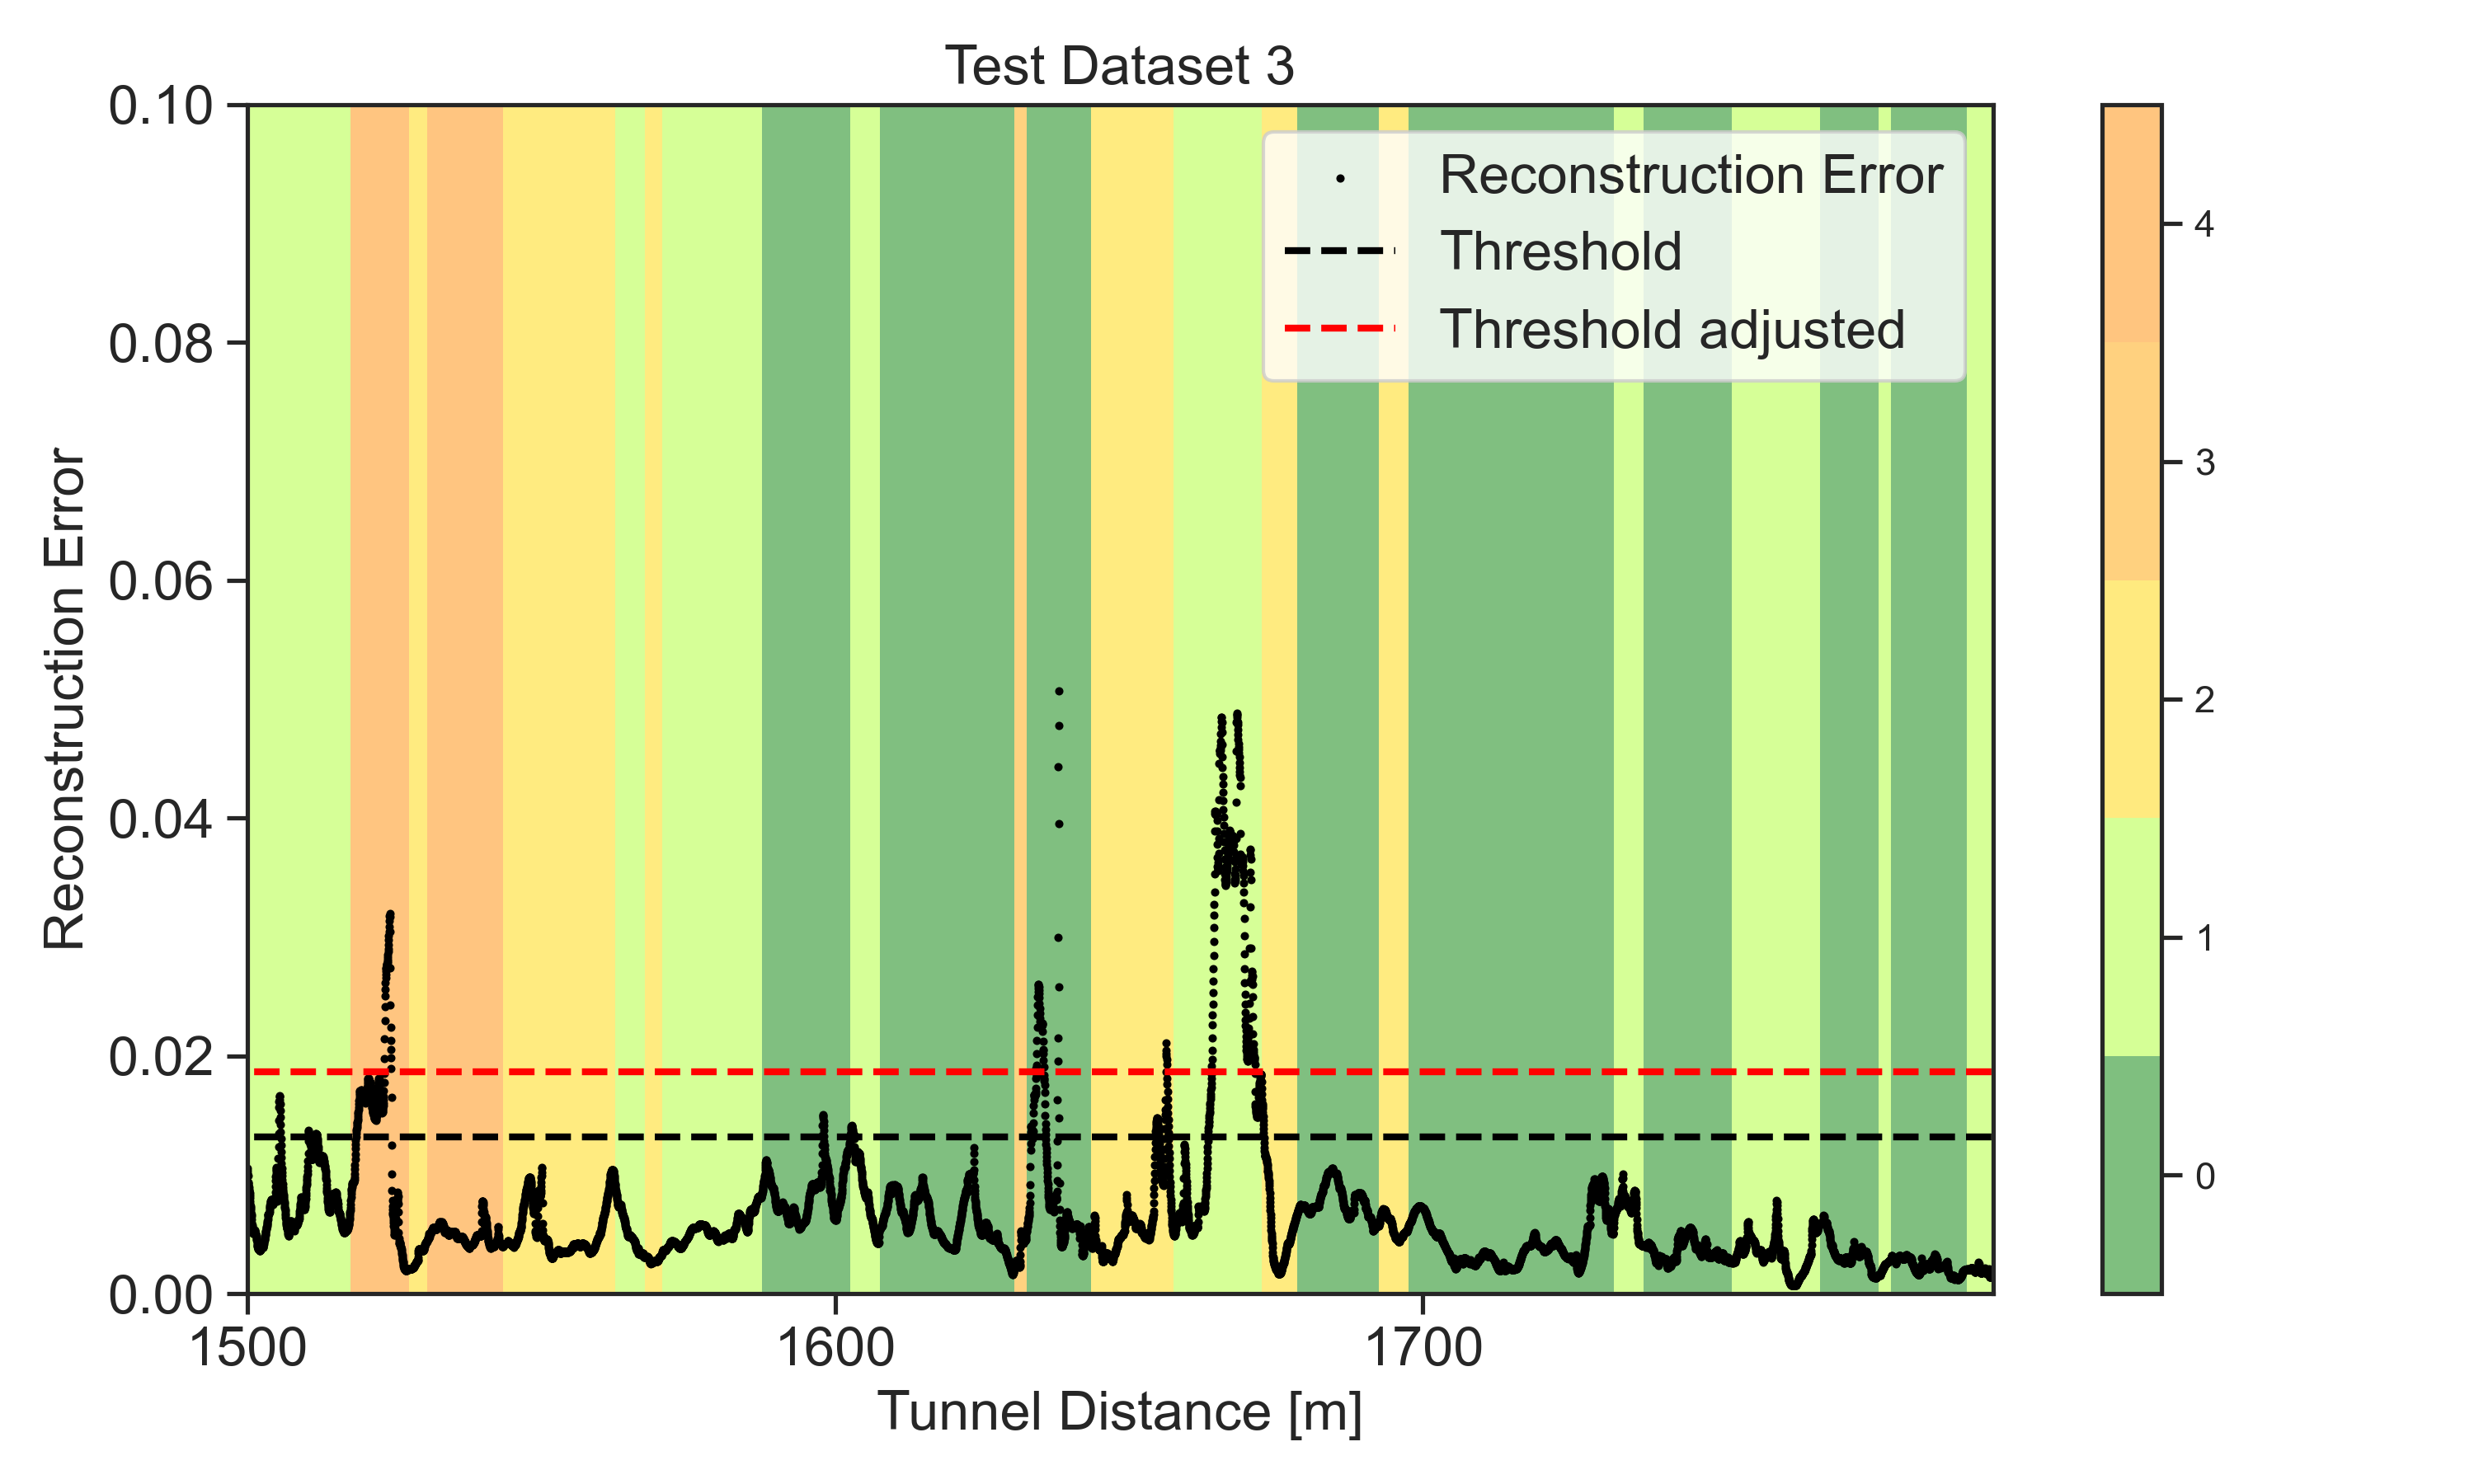 Test Dataset 3
0.10
0.08
0.06
0.04
0.02
0.00
Reconstruction Error
1500
1600
1700
Tunnel Distance [m]
Reconstruction Error
Threshold
Threshold adjusted
4
3
2
1
0